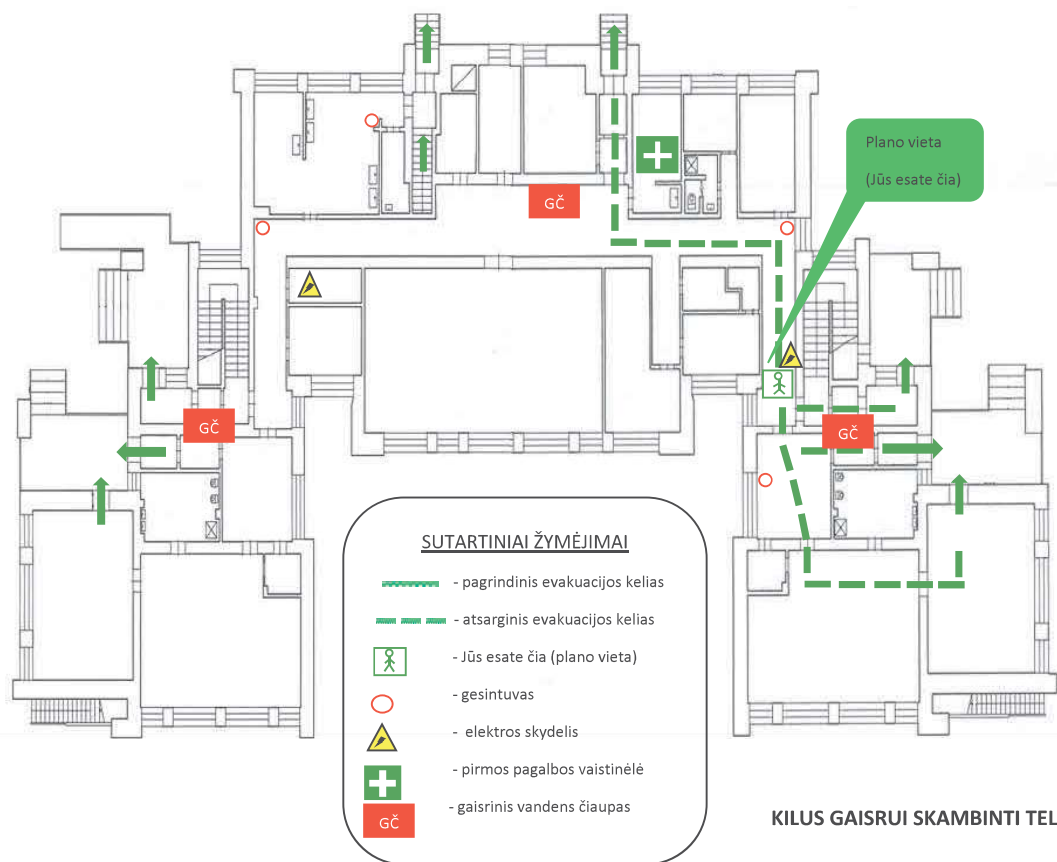 Plano vieta
(Jūs esate čia)
GČ
GČ
GČ
SUTARTINIAI ŽYMĖJIMAI
- pagrindinis evakuacijos kelias
- atsarginis evakuacijos kelias
- Jūs esate čia (plano vieta)
- gesintuvas
- elektros skydelis
- pirmos pagalbos vaistinėlė
- gaisrinis vandens čiaupas
GČ
KILUS GAISRUI SKAMBINTI TEL